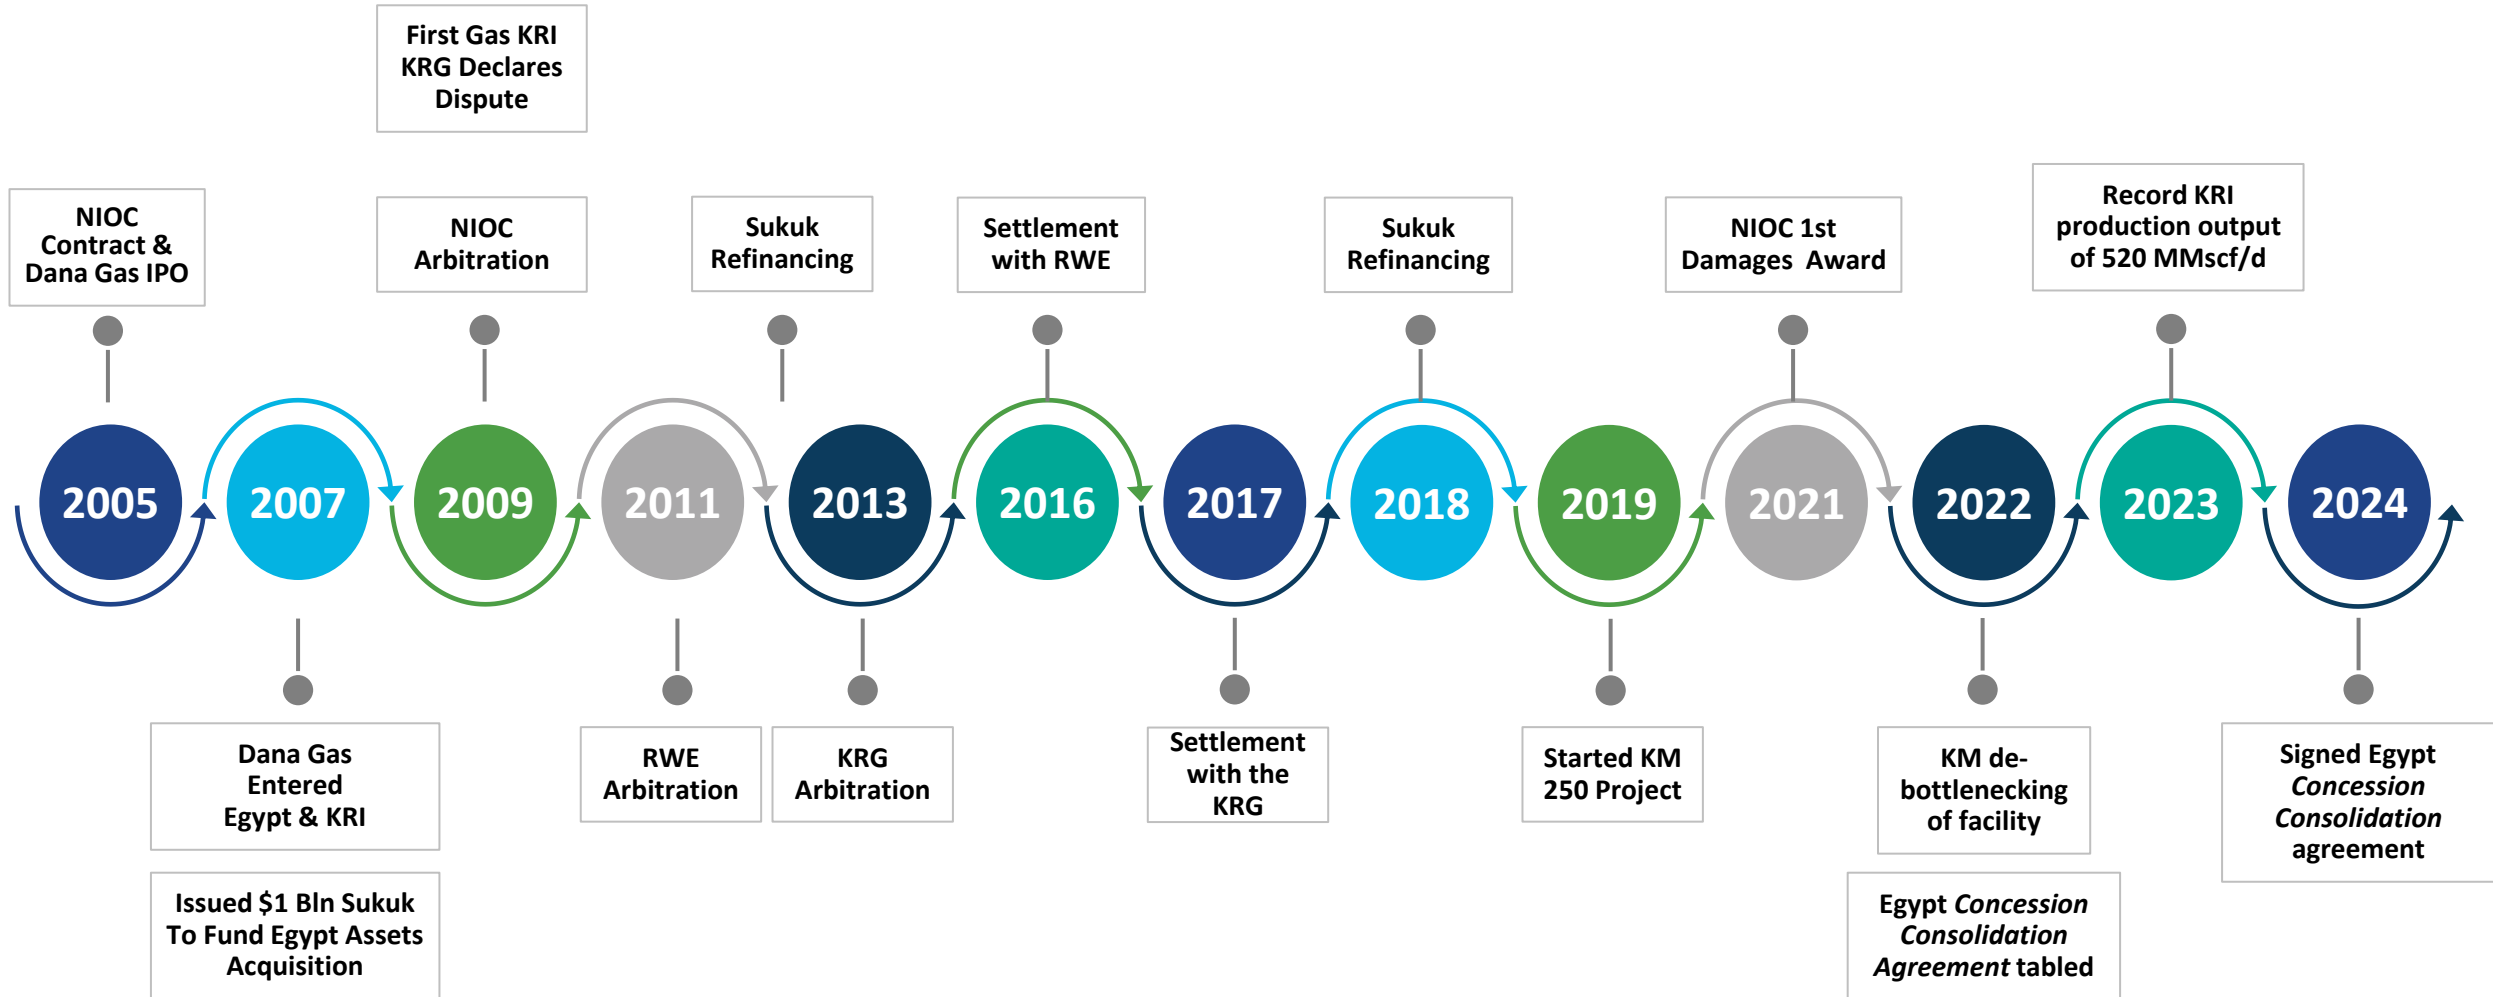 First Gas KRI
KRG Declares
Dispute
NIOC
Contract &
Dana Gas IPO
NIOC
Arbitration
Sukuk
Refinancing
Settlement
with RWE
Sukuk
Refinancing
NIOC 1st
Damages Award
Record KRI
production output
of 520 MMscf/d
2005
2007
2009
2011
2013
2016
2017
2018
2019
2021
2022
2023
2024
Dana Gas
Entered
Egypt & KRI
Issued $1 Bln Sukuk
To Fund Egypt Assets
Acquisition
RWE
Arbitration
KRG
Arbitration
Settlement
with the
KRG
Started KM
250 Project
KM de-
bottlenecking
of facility
Egypt Concession
Consolidation
Agreement tabled
Signed Egypt
Concession
Consolidation
agreement